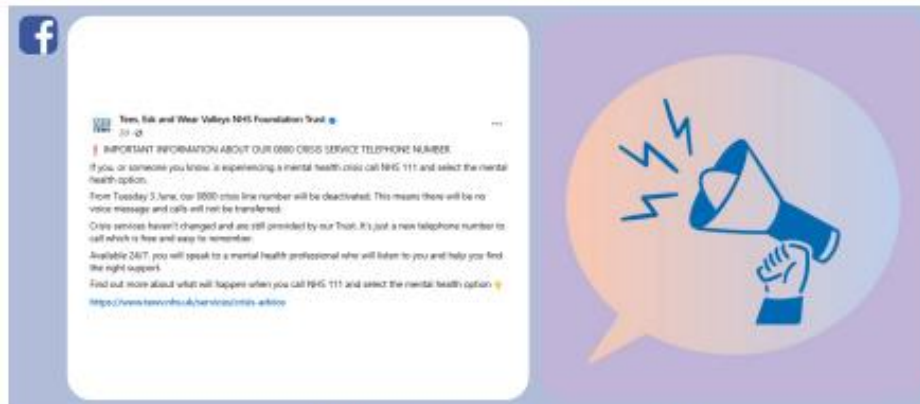 Tees, Esk and Wear Valleys NHS Foundation Trust
IMPORTANT INFORMATION ABOUT OUR 0800 CRISIS SERVICE TELEPHONE NUMBER
If you, or someone you know, is experiencing a mental health crisis call NHS 111 and select the mental
health option.
From Tuesday 3 June, our 0800 crisis line number will be deactivated. This means there will be no
voice message and calls will not be transferred.
Crisis services haven't changed and are still provided by our Trust. It's just a new telephone number to
call which is free and easy to remember.
Available 24/7, you will speak to a mental health professional who will listen to you and help you find
the right support.
Find out more about what will happen when you call NHS 111 and select the mental health option
https://www.tewv.nhs.uk/services/crisis-advice